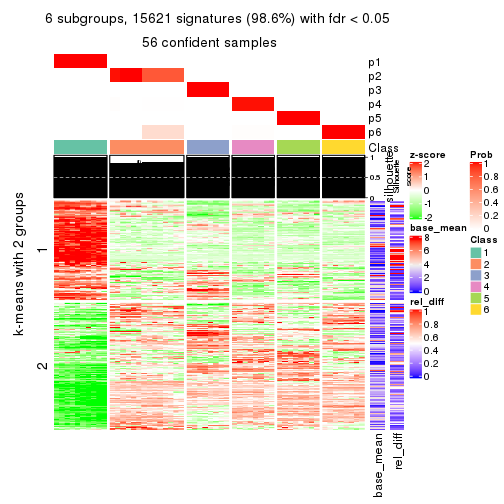 6 subgroups, 15621 signatures (98.6%) with fdr < 0.05
56 confident samples
p1
p2
p3
p4
p5
p6
Class
silhouette
Silhouette
score
1
0.5
0
k-means with 2 groups
1
2
base_mean
rel_diff
z-score
2
1
0
-1
-2
base_mean
8
6
4
2
0
rel_diff
1
0.8
0.6
0.4
0.2
0
Prob
1
0.8
0.6
0.4
0.2
0
Class
1
2
3
4
5
6